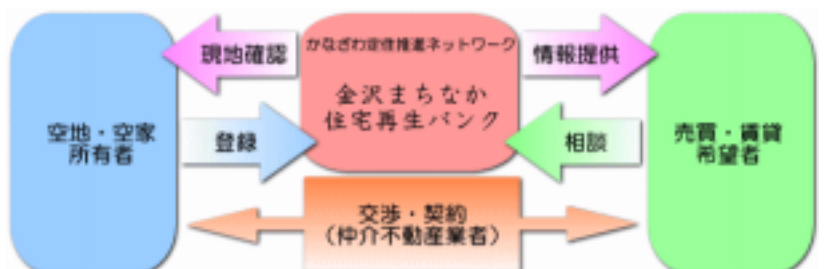 かなざわ定住推進ネットワーク
金沢まちなか
住宅再生バンク
現地確認
情報提供
空地・空家
所有者
登録
相談
売買・賃貸
希望者
交渉・契約
（仲介不動産業者）